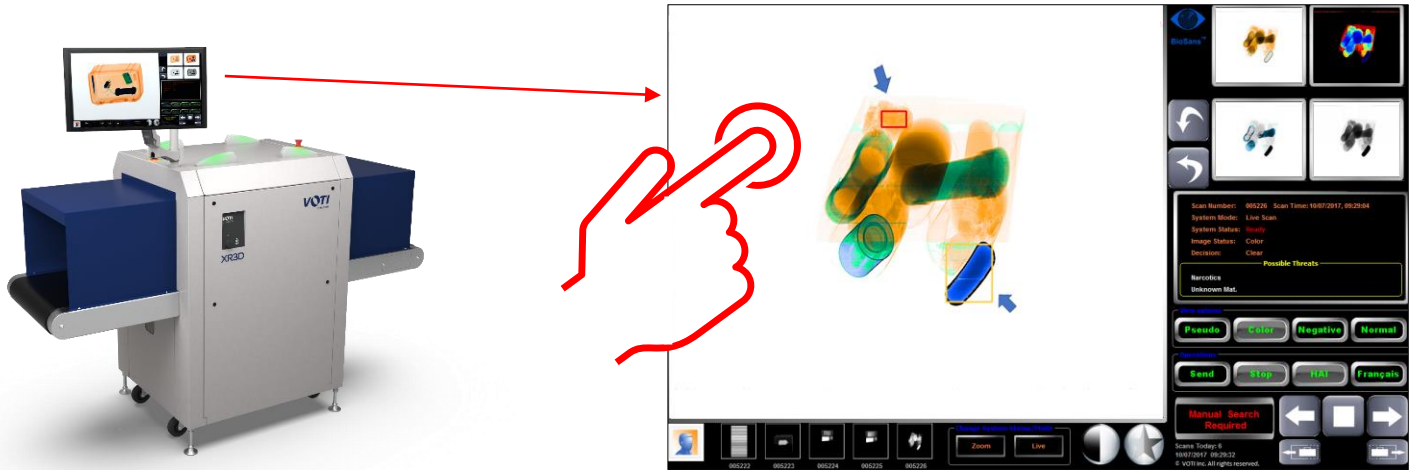 VOTI
XR3D
BioSens™
Scan Number: 005226 Scan Time: 10/07/2017, 09:29:04
System Mode: Live Scan
System Status: Ready
Image Status: Color
Decision: Clear
Possible Threats
Narcotics
Unknown Mat.
Pseudo Color Negative Normal
Operations
Send Stop HAI Français
Manual Search
Required
Scans Today: 6
10/07/2017 09:29:32
© VOTI Inc. All rights reserved.
Zoom Live
005222 005223 005224 005225 005226